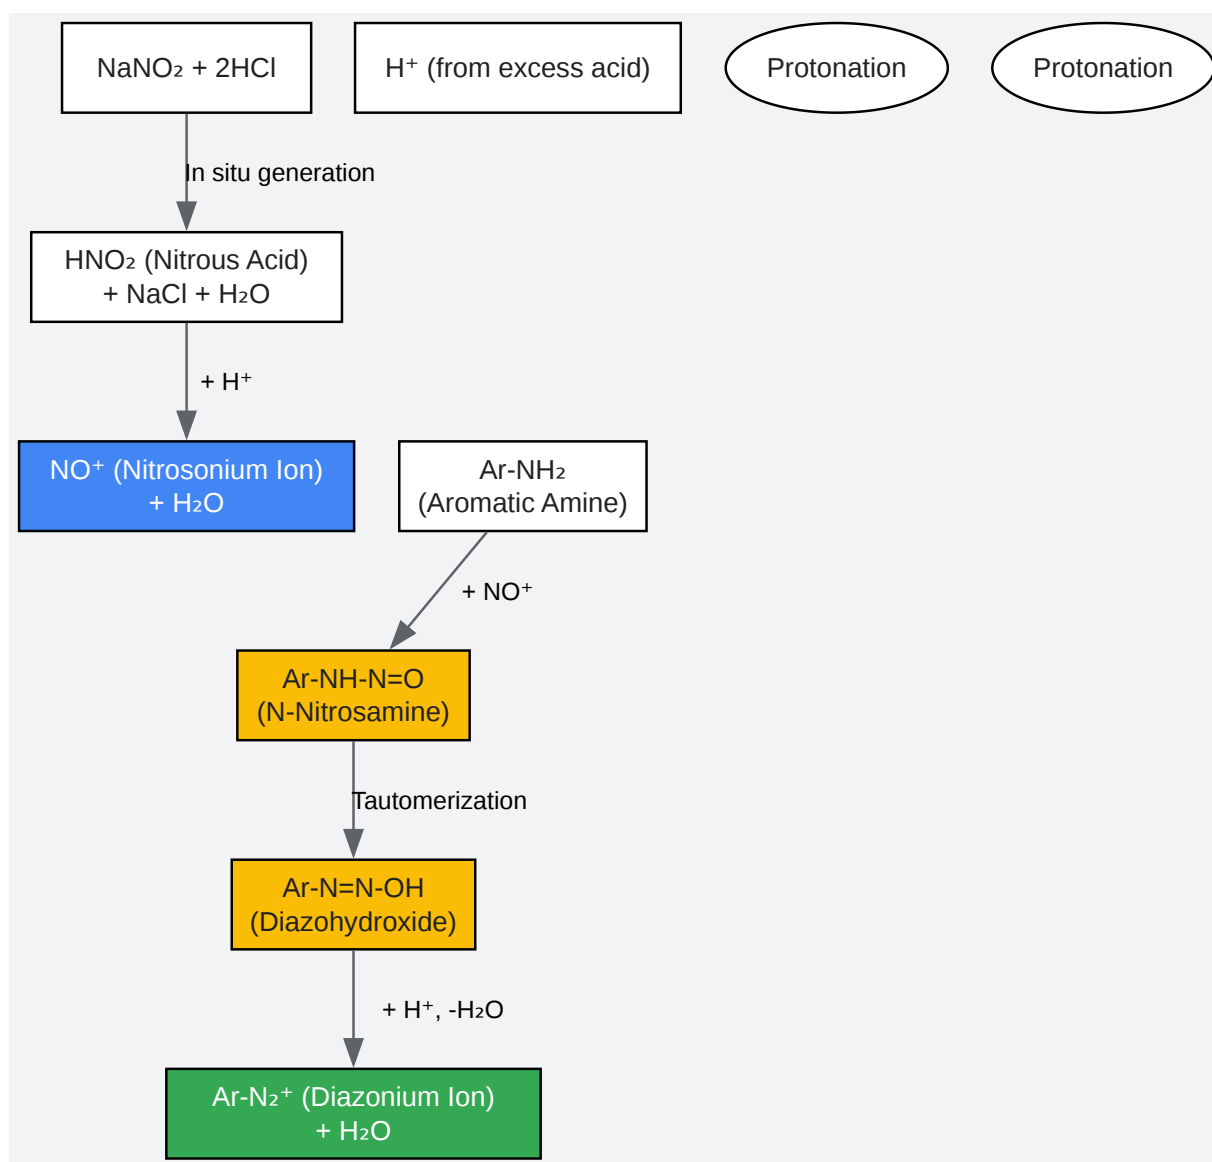 NaNO₂ + 2HCl
H⁺ (from excess acid)
Protonation
Protonation
In situ generation
HNO₂ (Nitrous Acid)
+ NaCl + H₂O
+ H⁺
NO⁺ (Nitrosonium Ion)
+ H₂O
Ar-NH₂
(Aromatic Amine)
+ NO⁺
Ar-NH-N=O
(N-Nitrosamine)
Tautomerization
Ar-N=N-OH
(Diazohydroxide)
+ H⁺, -H₂O
Ar-N₂⁺ (Diazonium Ion)
+ H₂O